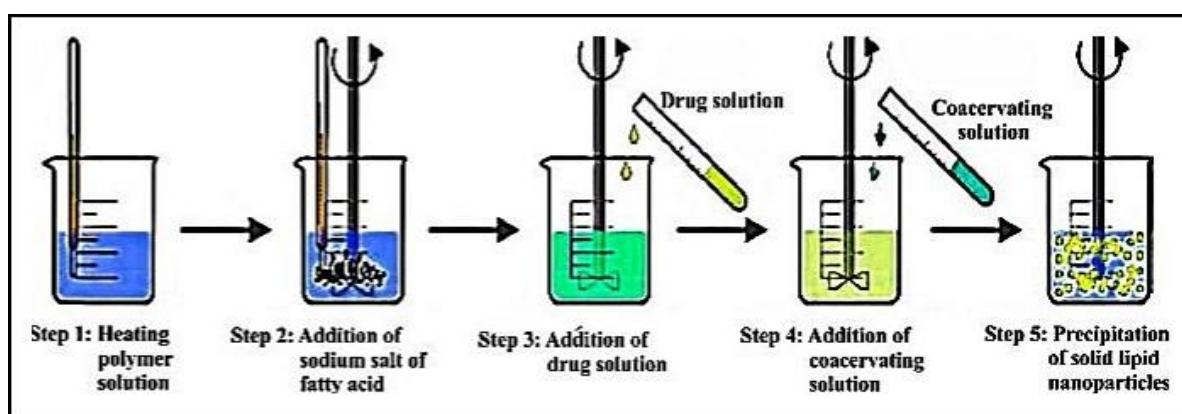 Drug solution
Coacervating
solution
Step 1: Heating
polymer
solution
Step 2: Addition of
sodium salt of
fatty acid
Step 3: Addition of
drug solution
Step 4: Addition of
coacervating
solution
Step 5: Precipitation
of solid lipid
nanoparticles